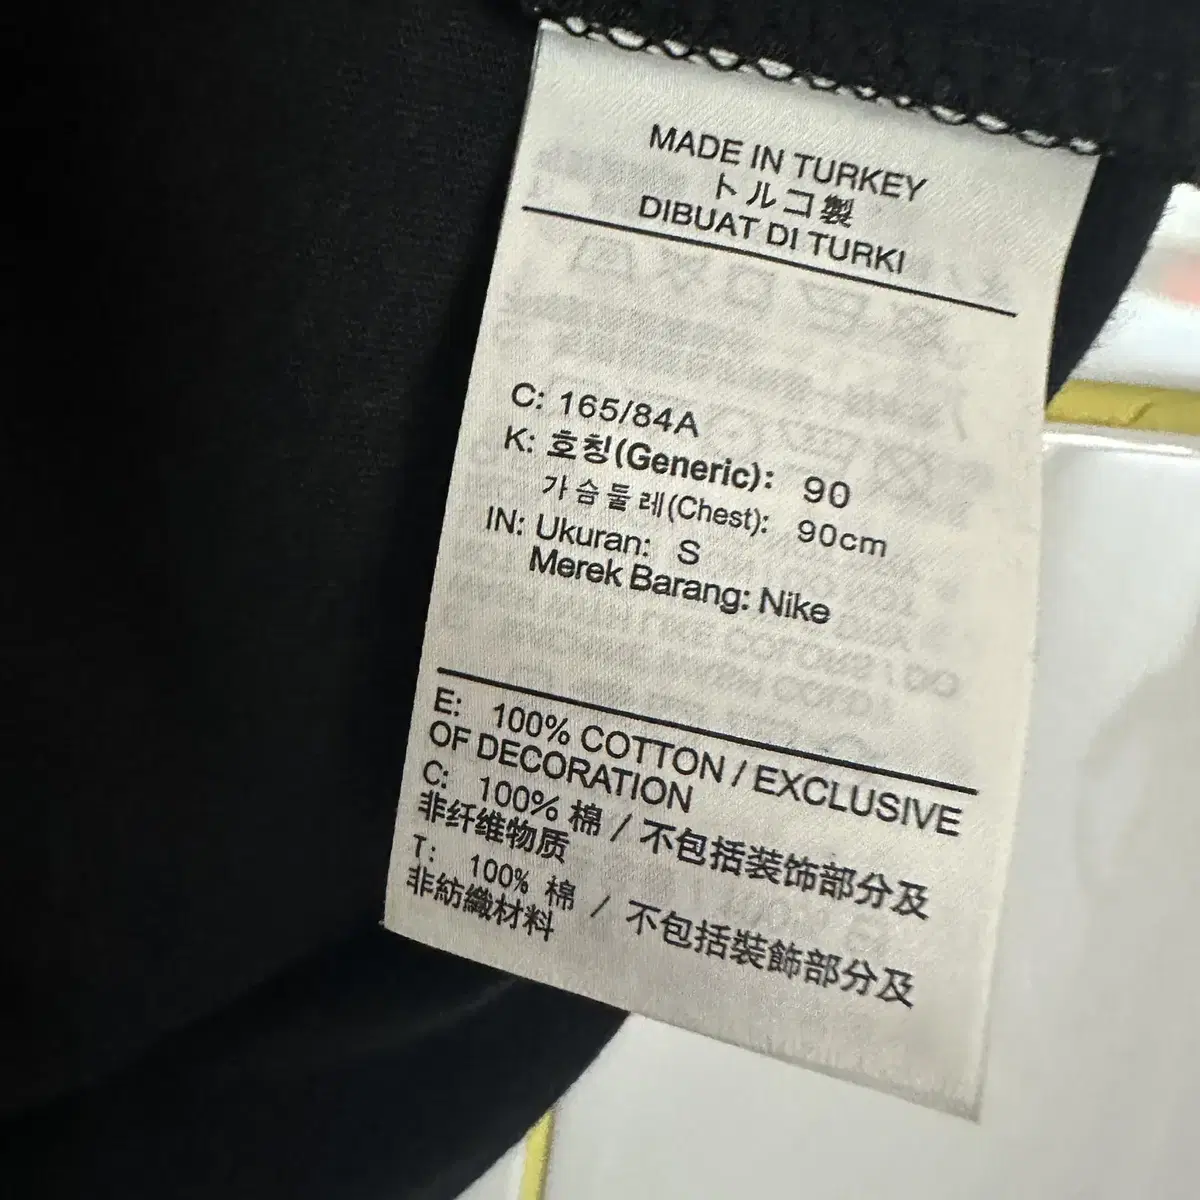 MADE IN TURKEY
トルコ製
DIBUAT DI TURKI
C: 165/84A
K: 호칭(Generic): 90
가슴둘레(Chest): 90cm
IN: Ukuran: S
Merek Barang: Nike
E: 100% COTTON / EXCLUSIVE
OF DECORATION
C: 100% 棉 / 不包括装饰部分及
非纤维物质
T: 100% 棉 / 不包括裝飾部分及
非紡織材料